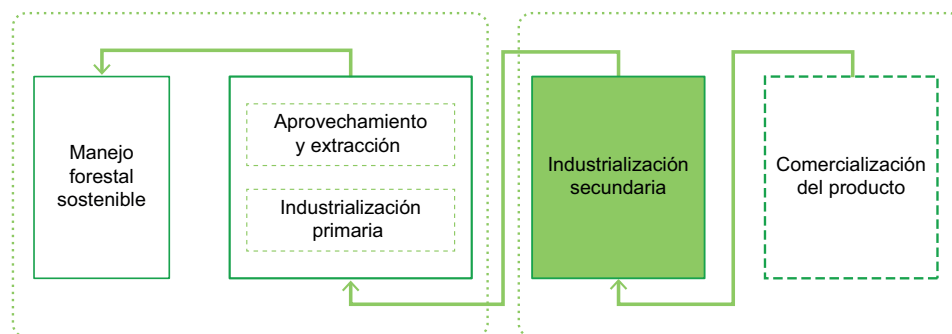 Manejo
forestal
sostenible
Aprovechamiento
y extracción
Industrialización
primaria
Industrialización
secundaria
Comercialización
del producto